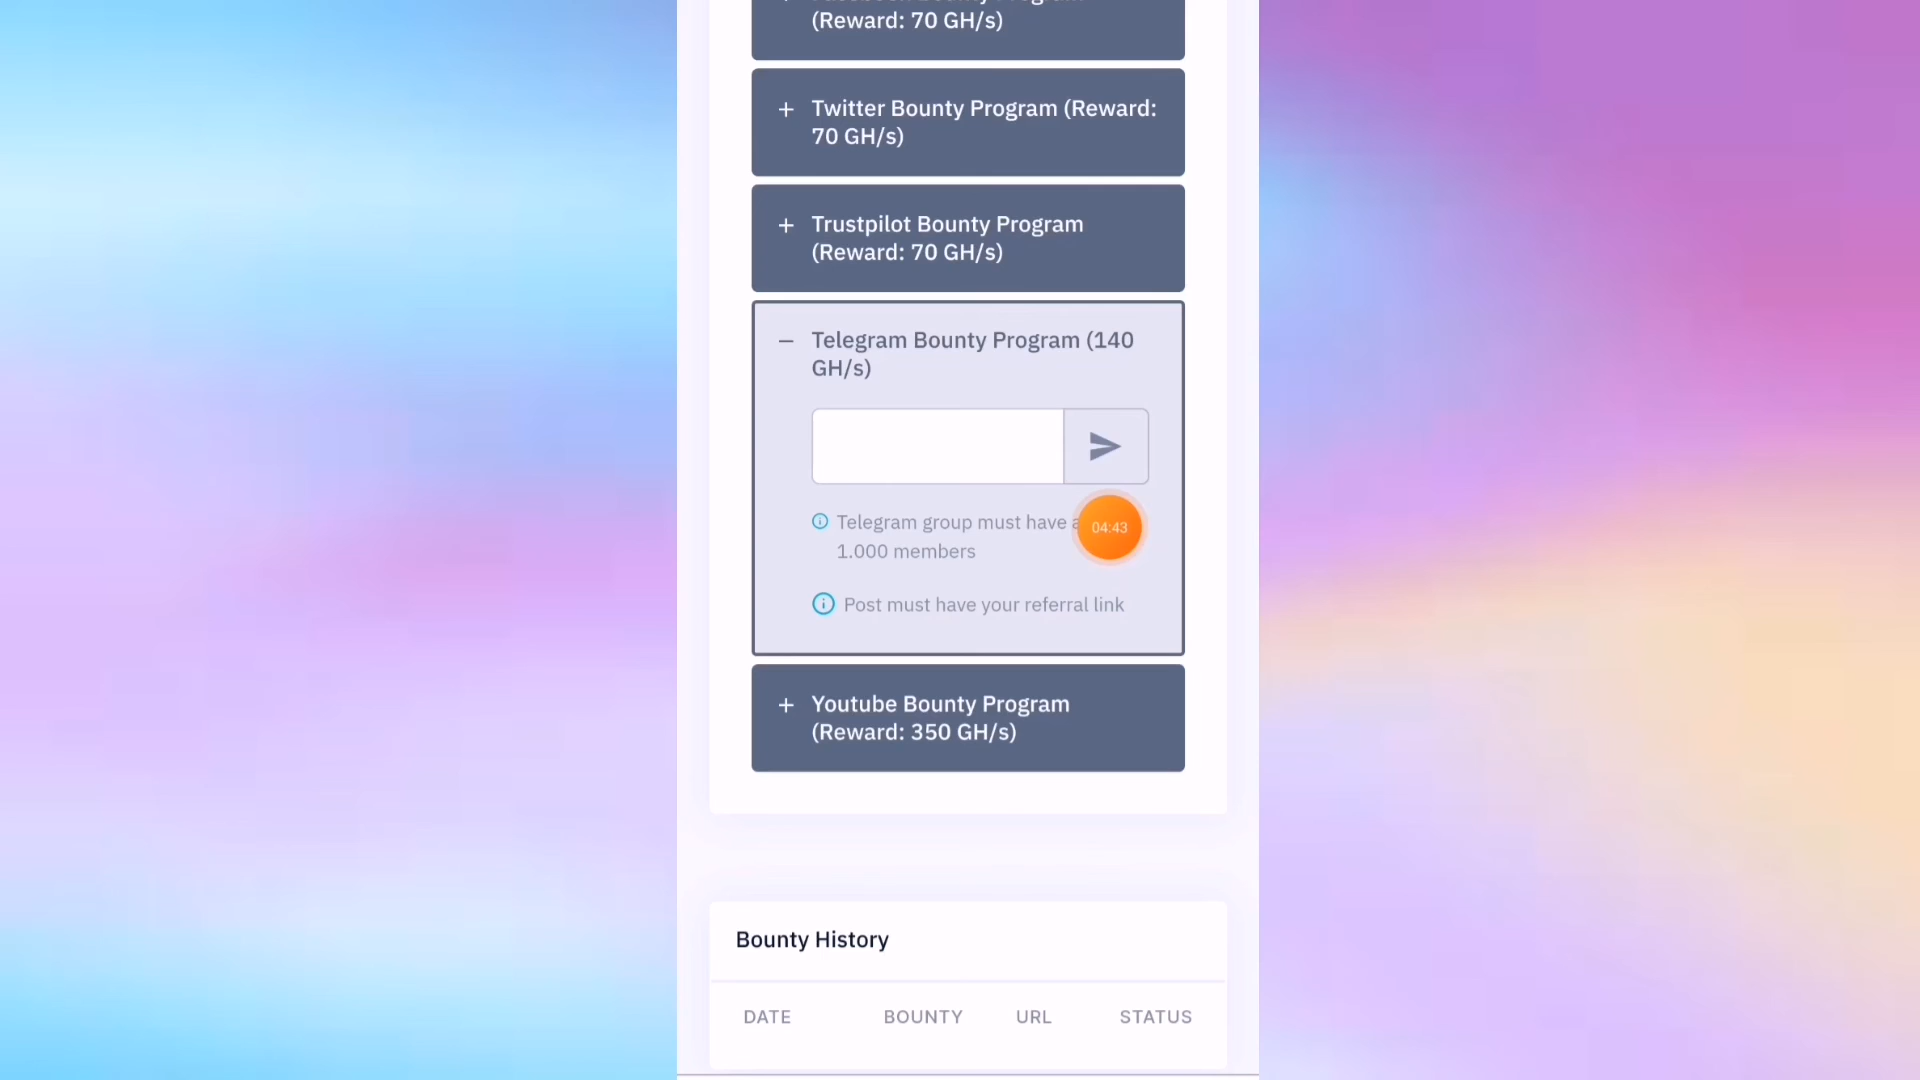 (Reward: 70 GH/s)
Twitter Bounty Program (Reward:
70 GH/s)
Trustpilot Bounty Program
(Reward: 70 GH/s)
Telegram Bounty Program (140
GH/s)
Telegram group must have
04:43
1.000 members
Post must have your referral link
Youtube Bounty Program
(Reward: 350 GH/s)
Bounty History
DATE BOUNTY URL STATUS